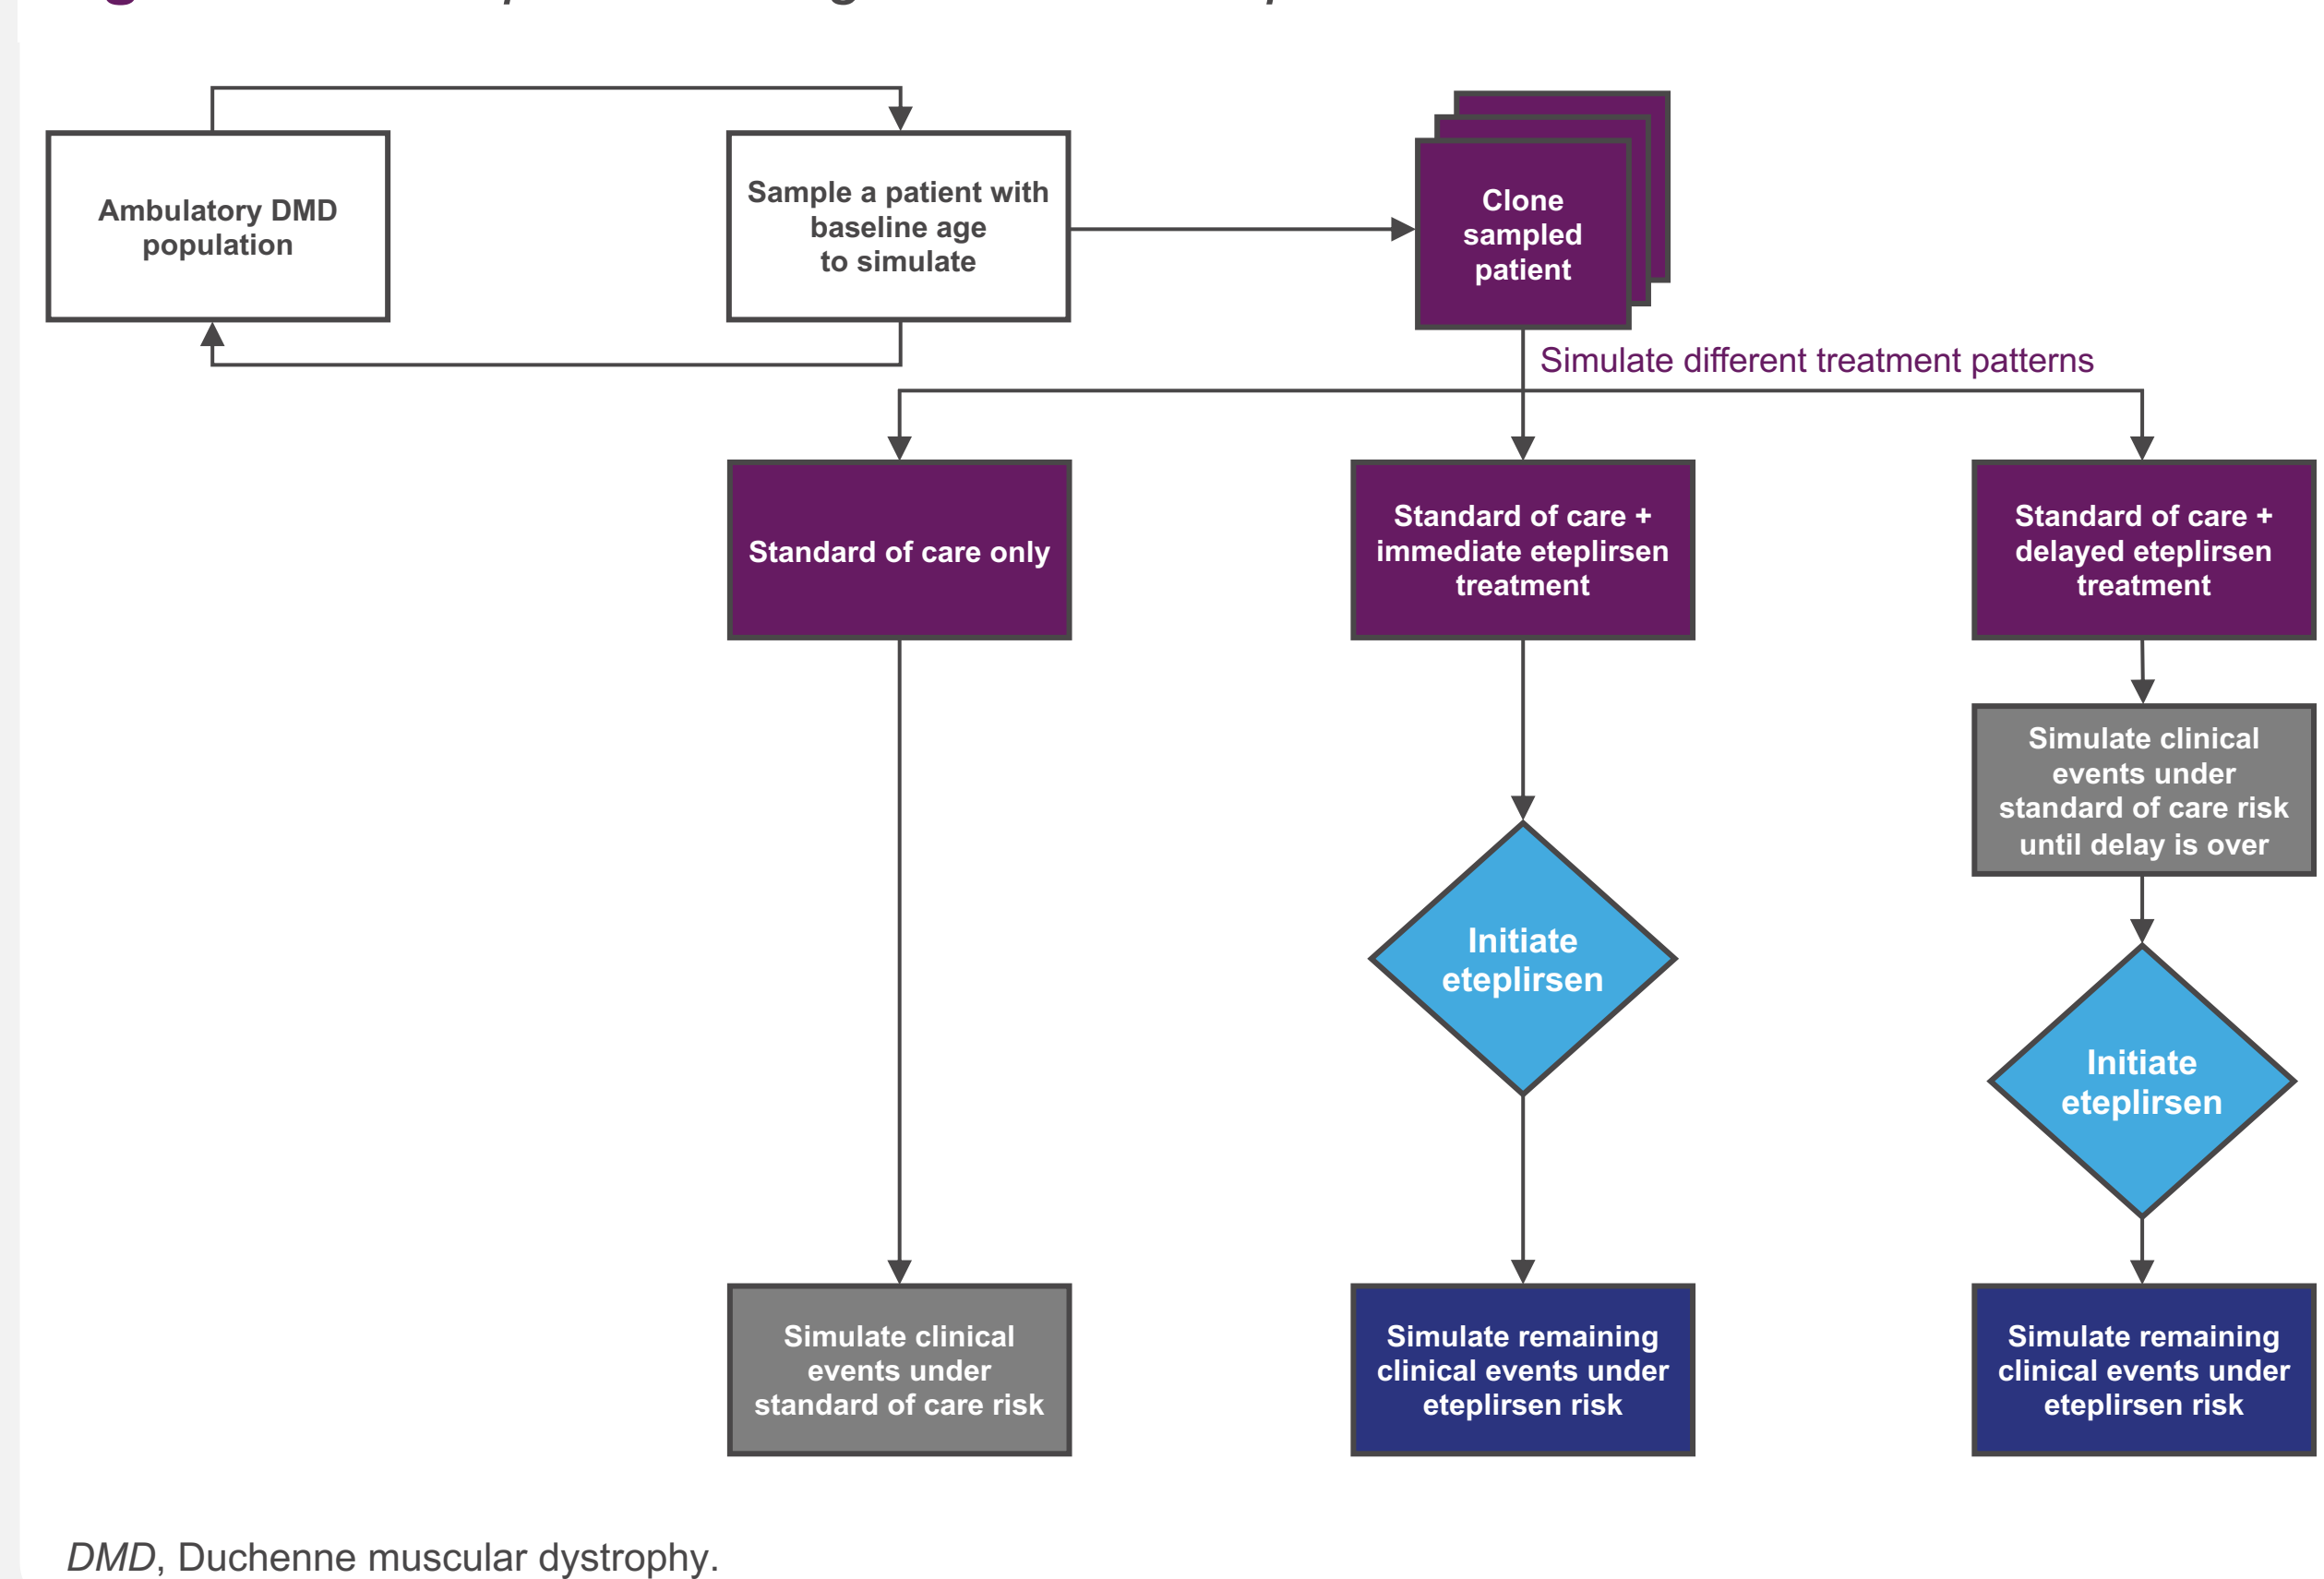 Ambulatory DMD
population
Sample a patient with
baseline age
to simulate
Clone
sampled
patient
Simulate different treatment patterns
Standard of care only
Standard of care +
immediate eteplirsen
treatment
Standard of care +
delayed eteplirsen
treatment
Simulate clinical
events under
standard of care risk
until delay is over
Initiate
eteplirsen
Initiate
eteplirsen
Simulate clinical
events under
standard of care risk
Simulate remaining
clinical events under
eteplirsen risk
Simulate remaining
clinical events under
eteplirsen risk
DMD, Duchenne muscular dystrophy.